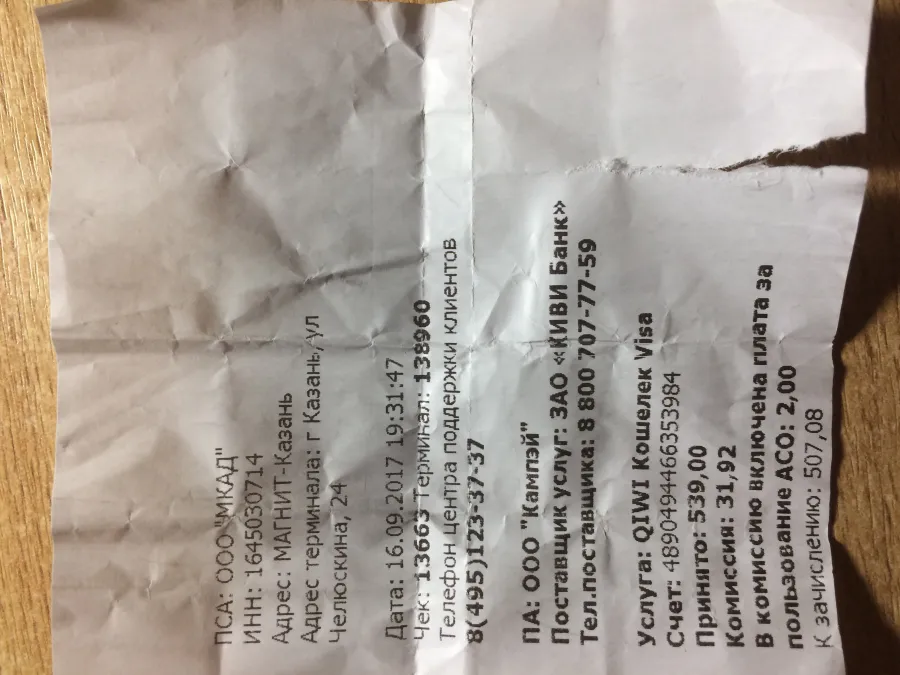 ПСА: ООО "МКАД"
ИНН: 1645030714
Адрес: МАГНИТ-Казань
Адрес терминала: г Казань, ул
Челюскина, 24
Дата: 16.09.2017 19:31:47
Чек: 13663 Терминал: 138960
Телефон центра поддержки клиентов
8(495)123-37-37
ПА: ООО "Кампэй"
Поставщик услуг: ЗАО «КИВИ Банк»
Тел.поставщика: 8 800 707-77-59
Услуга: QIWI Кошелек Visa
Счет: 4890494466353984
Принято: 539,00
Комиссия: 31,92
В комиссию включена плата за
пользование АСО: 2,00
К зачислению: 507,08